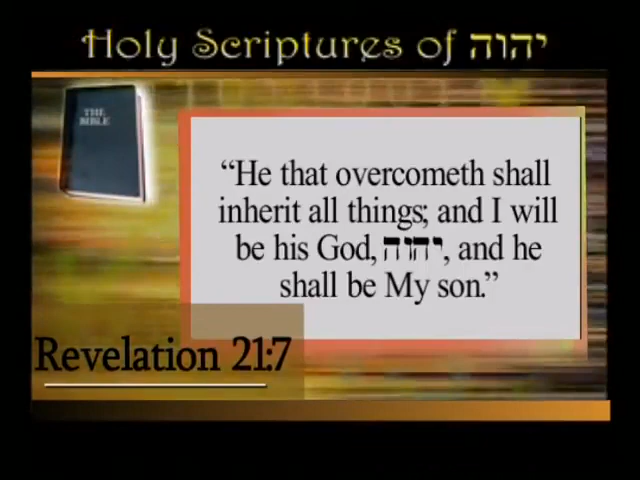 Holy Scriptures of יהוה
THE
BIBLE
“He that overcometh shall
inherit all things; and I will
be his God, יהוה, and he
shall be My son.”
Revelation 21:7